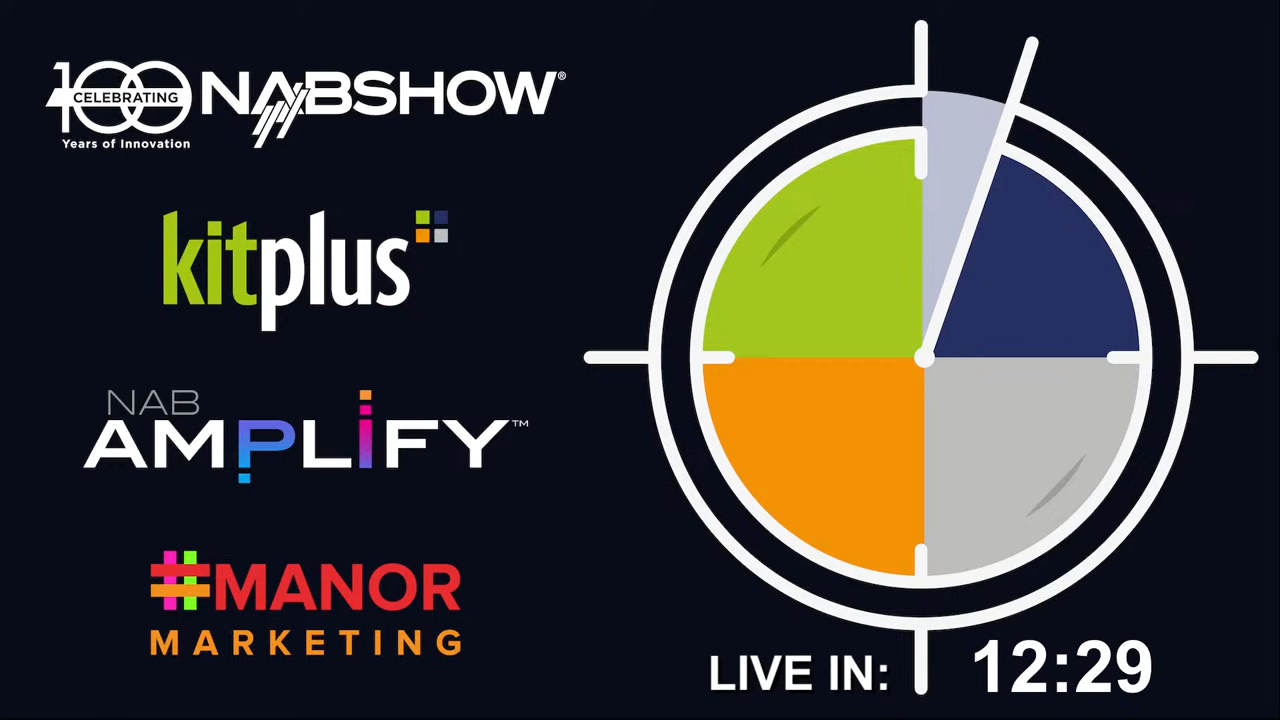 100
CELEBRATING
Years of Innovation
NABSHOW®
kitplus
NAB
AMPLIFY™
#MANOR
MARKETING
LIVE IN: 12:29